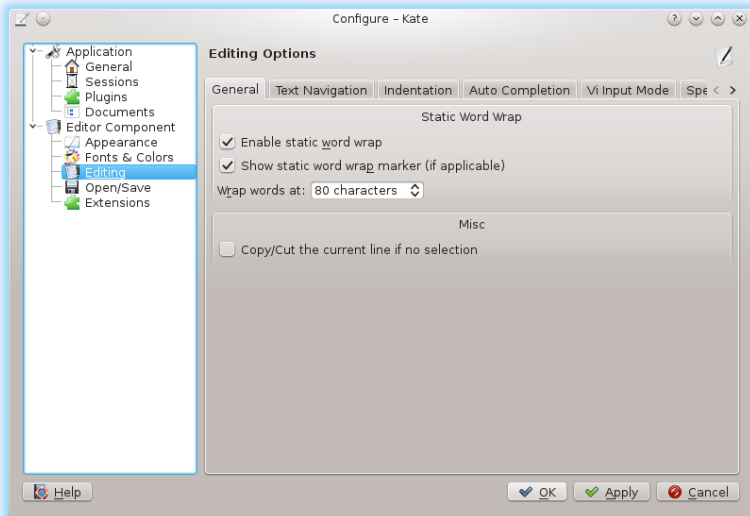 Configure – Kate
Application
General
Sessions
Plugins
Documents
Editor Component
Appearance
Fonts & Colors
Editing
Open/Save
Extensions
Editing Options
General Text Navigation Indentation Auto Completion Vi Input Mode Spe
Static Word Wrap
Enable static word wrap
Show static word wrap marker (if applicable)
Wrap words at: 80 characters
Misc
Copy/Cut the current line if no selection
Help OK Apply Cancel